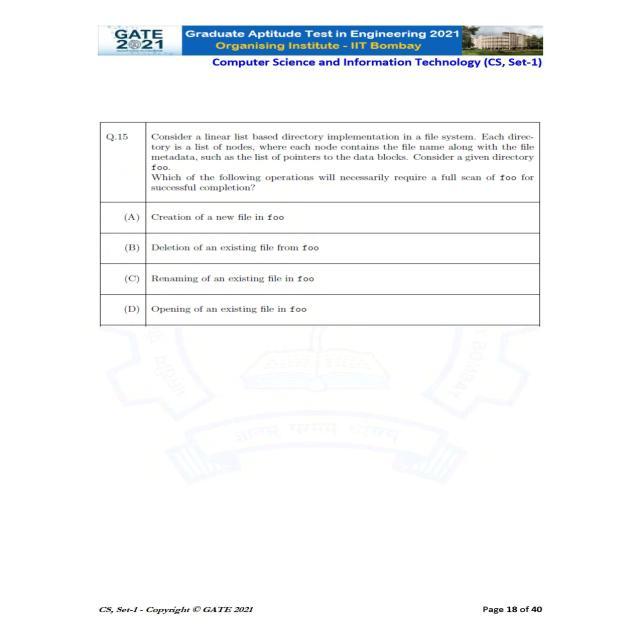 GATE
2021
Graduate Aptitude Test in Engineering 2021
Organising Institute - IIT Bombay
Computer Science and Information Technology (CS, Set-1)
Q.15 Consider a linear list based directory implementation in a file system. Each direc-
tory is a list of nodes, where each node contains the file name along with the file
metadata, such as the list of pointers to the data blocks. Consider a given directory
foo.
Which of the following operations will necessarily require a full scan of foo for
successful completion?
(A) Creation of a new file in foo
(B) Deletion of an existing file from foo
(C) Renaming of an existing file in foo
(D) Opening of an existing file in foo
CS, Set-1 - Copyright © GATE 2021
Page 18 of 40